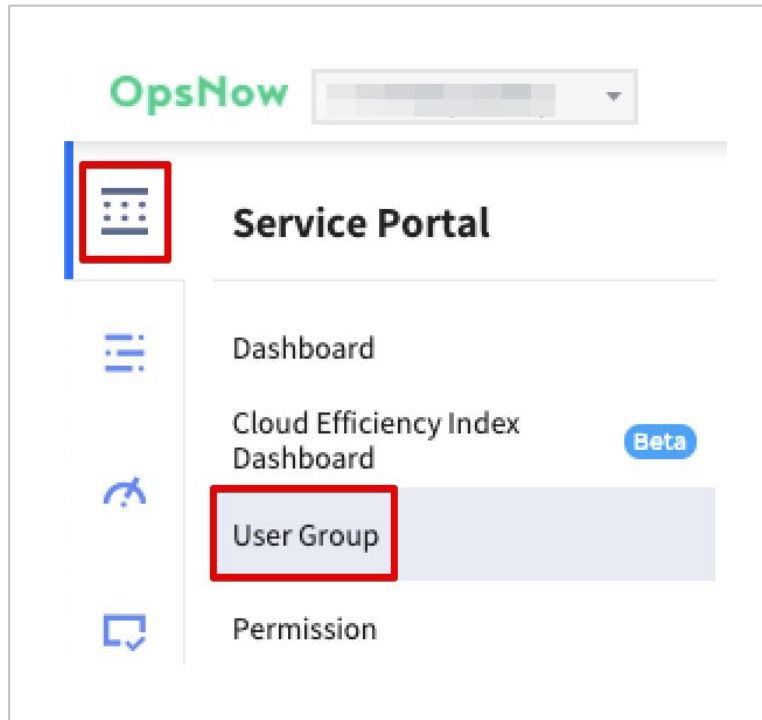 OpsNow
Service Portal
Dashboard
Cloud Efficiency Index
Dashboard
Beta
User Group
Permission